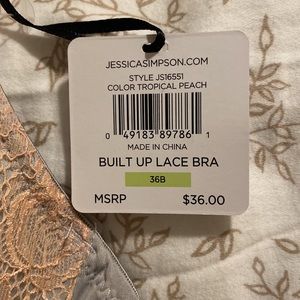 JESSICASIMPSON.COM
STYLE JS16551
COLOR TROPICAL PEACH
0 49183 89786 1
MADE IN CHINA
BUILT UP LACE BRA
36B
MSRP $36.00